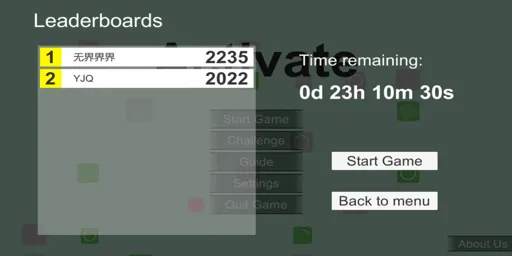 Leaderboards
1 无界界界 2235
2 YJQ 2022
Activate
Time remaining:
0d 23h 10m 30s
Start Game
Challenge
Guide
Settings
Quit Game
Start Game
Back to menu
About Us